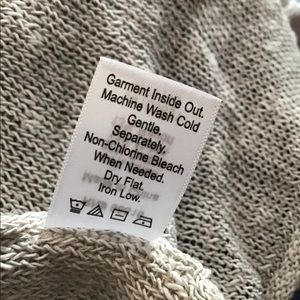 Garment Inside Out.
Machine Wash Cold
Gentle.
Separately,
Non-Chlorine Bleach
When Needed.
Dry Flat.
Iron Low.